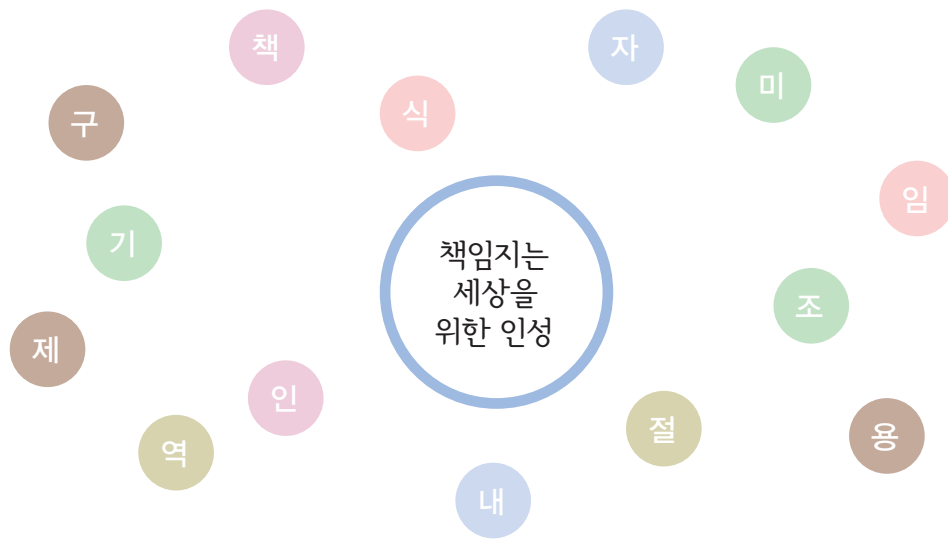 책
자
미
구
식
임
기
책임지는
세상을
위한 인성
조
제
인
역
절
용
내